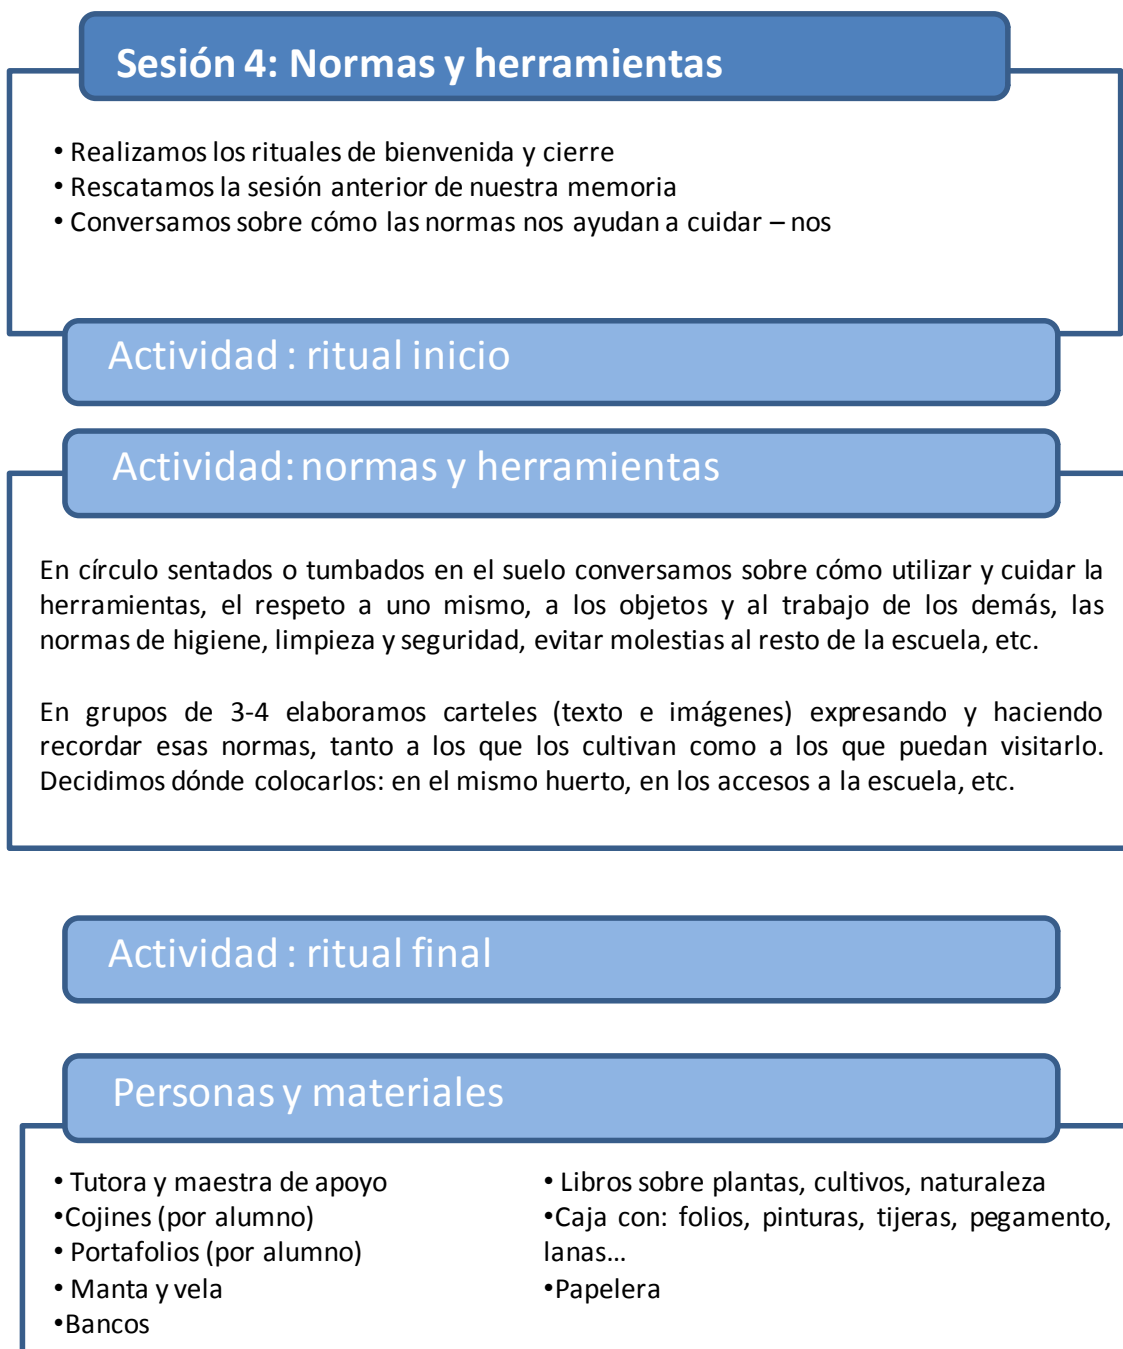 Sesión 4: Normas y herramientas
• Realizamos los rituales de bienvenida y cierre
• Rescatamos la sesión anterior de nuestra memoria
• Conversamos sobre cómo las normas nos ayudan a cuidar – nos
Actividad : ritual inicio
Actividad: normas y herramientas
En círculo sentados o tumbados en el suelo conversamos sobre cómo utilizar y cuidar la
herramientas, el respeto a uno mismo, a los objetos y al trabajo de los demás, las
normas de higiene, limpieza y seguridad, evitar molestias al resto de la escuela, etc.
En grupos de 3-4 elaboramos carteles (texto e imágenes) expresando y haciendo
recordar esas normas, tanto a los que los cultivan como a los que puedan visitarlo.
Decidimos dónde colocarlos: en el mismo huerto, en los accesos a la escuela, etc.
Actividad : ritual final
Personas y materiales
• Tutora y maestra de apoyo
•Cojines (por alumno)
• Portafolios (por alumno)
• Manta y vela
•Bancos
• Libros sobre plantas, cultivos, naturaleza
•Caja con: folios, pinturas, tijeras, pegamento,
lanas…
•Papelera